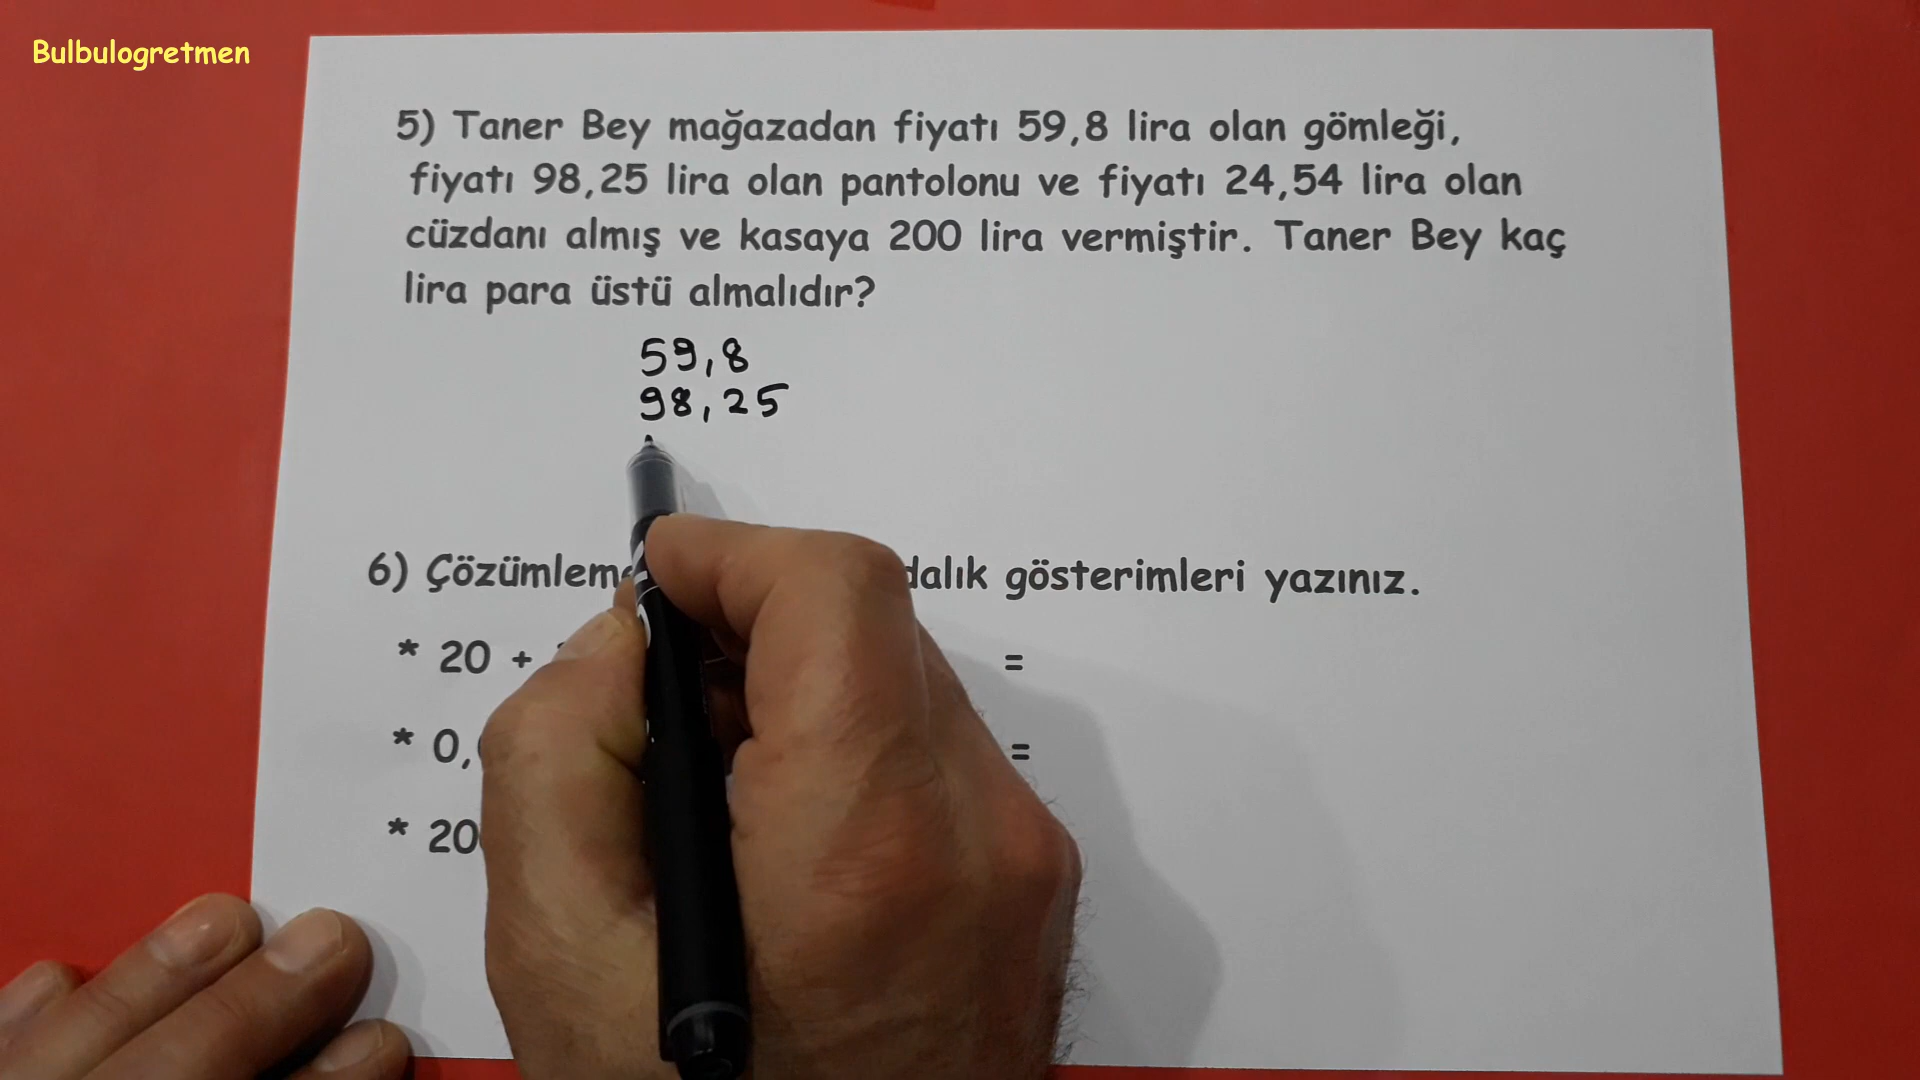 Bulbulogretmen
5) Taner Bey mağazadan fiyatı 59,8 lira olan gömleği,
fiyatı 98,25 lira olan pantolonu ve fiyatı 24,54 lira olan
cüzdanı almış ve kasaya 200 lira vermiştir. Taner Bey kaç
lira para üstü almalıdır?
59,8
98,25
6) gösterimleri yazınız.
* 20 + =
* 0, =
* 20